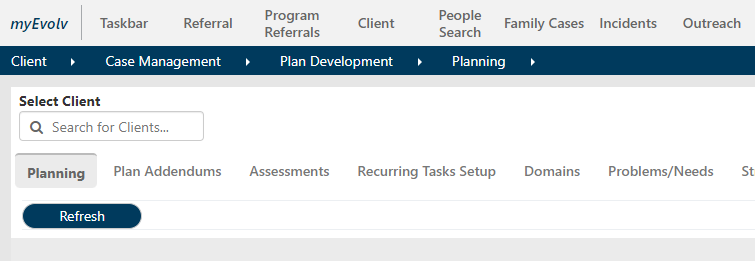 myEvolv Taskbar Referral Program Referrals Client People Search Family Cases Incidents Outreach
Client Case Management Plan Development Planning
Select Client
Search for Clients...
Planning Plan Addendums Assessments Recurring Tasks Setup Domains Problems/Needs St
Refresh